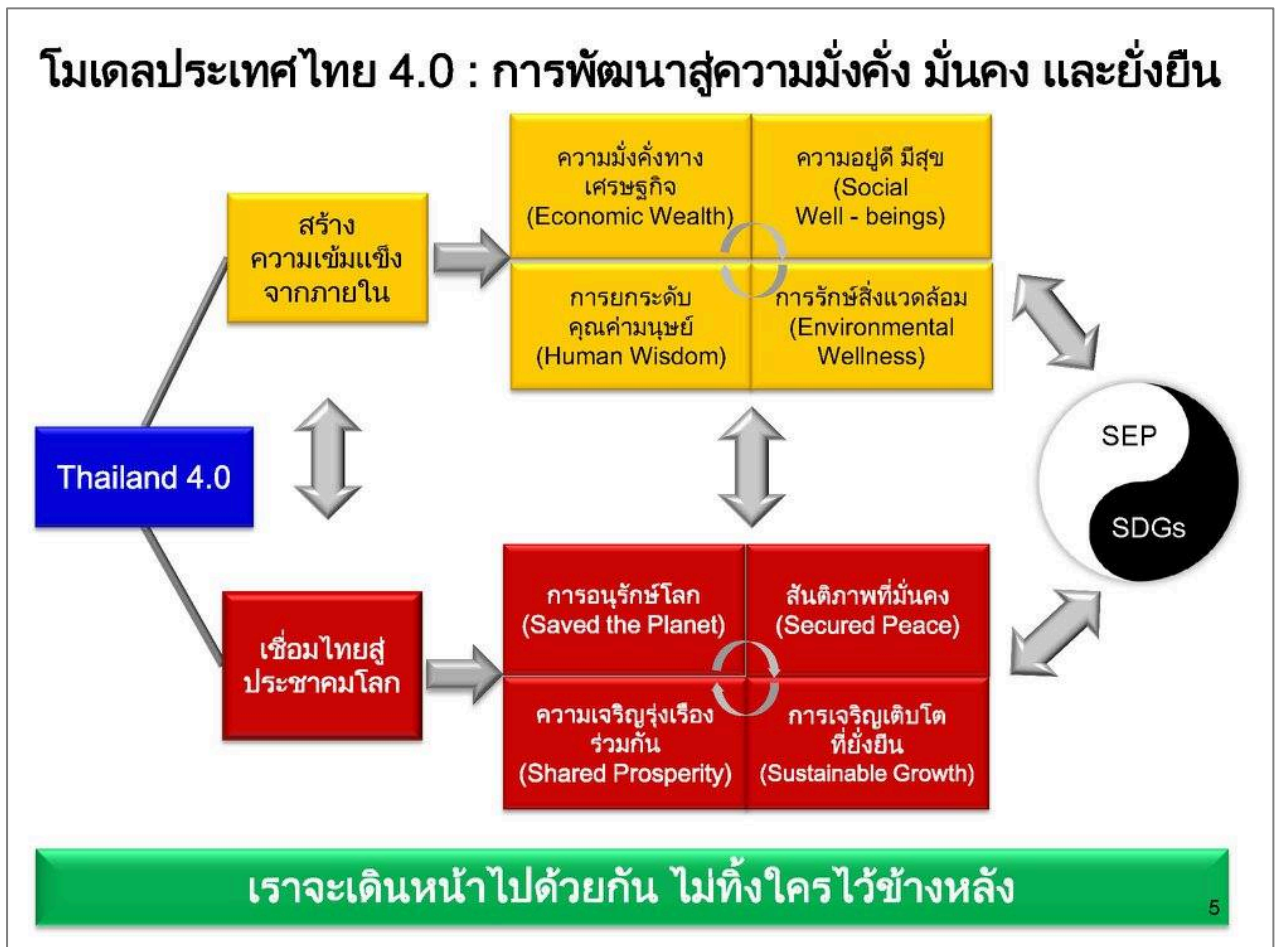 โมเดลประเทศไทย 4.0 : การพัฒนาสู่ความมั่งคั่ง มั่นคง และยั่งยืน
ความมั่งคั่งทาง
เศรษฐกิจ
(Economic Wealth)
ความอยู่ดี มีสุข
(Social
Well - beings)
สร้าง
ความเข้มแข็ง
จากภายใน
การยกระดับ
คุณค่ามนุษย์
(Human Wisdom)
การรักษ์สิ่งแวดล้อม
(Environmental
Wellness)
Thailand 4.0
SEP
SDGs
เชื่อมไทยสู่
ประชาคมโลก
การอนุรักษ์โลก
(Saved the Planet)
สันติภาพที่มั่นคง
(Secured Peace)
ความเจริญรุ่งเรือง
ร่วมกัน
(Shared Prosperity)
การเจริญเติบโต
ที่ยั่งยืน
(Sustainable Growth)
เราจะเดินหน้าไปด้วยกัน ไม่ทิ้งใครไว้ข้างหลัง
5